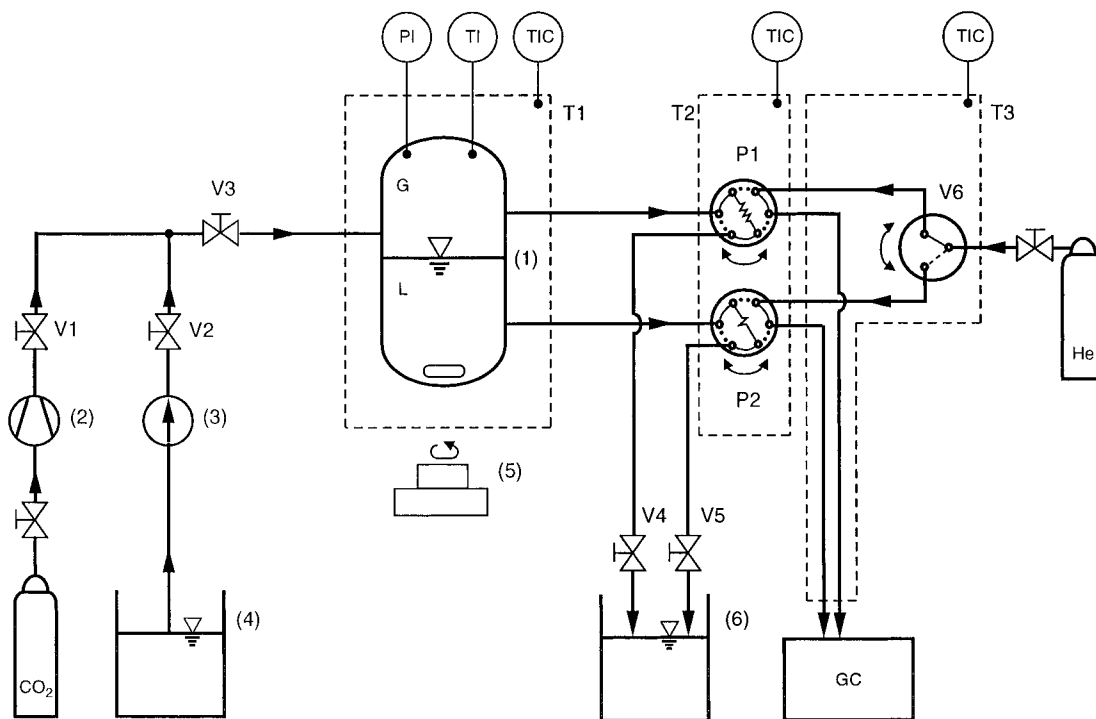 PI
TI
TIC
TIC
TIC
T1
T2
T3
P1
V6
V3
G
(1)
L
V1
V2
He
P2
(2)
(3)
(5)
V4
V5
(4)
(6)
CO₂
GC